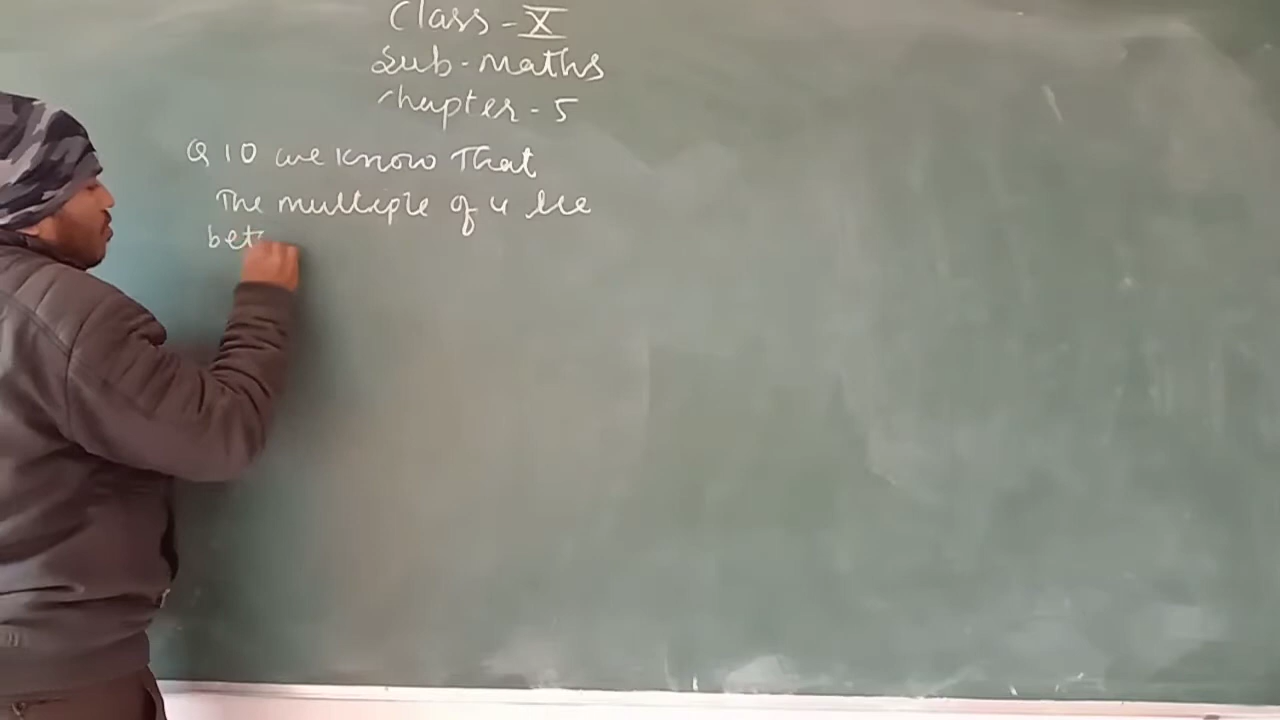 Class - X
Sub - maths
Chapter - 5
Q 10 we know That
The multiple of 4 lie
bet